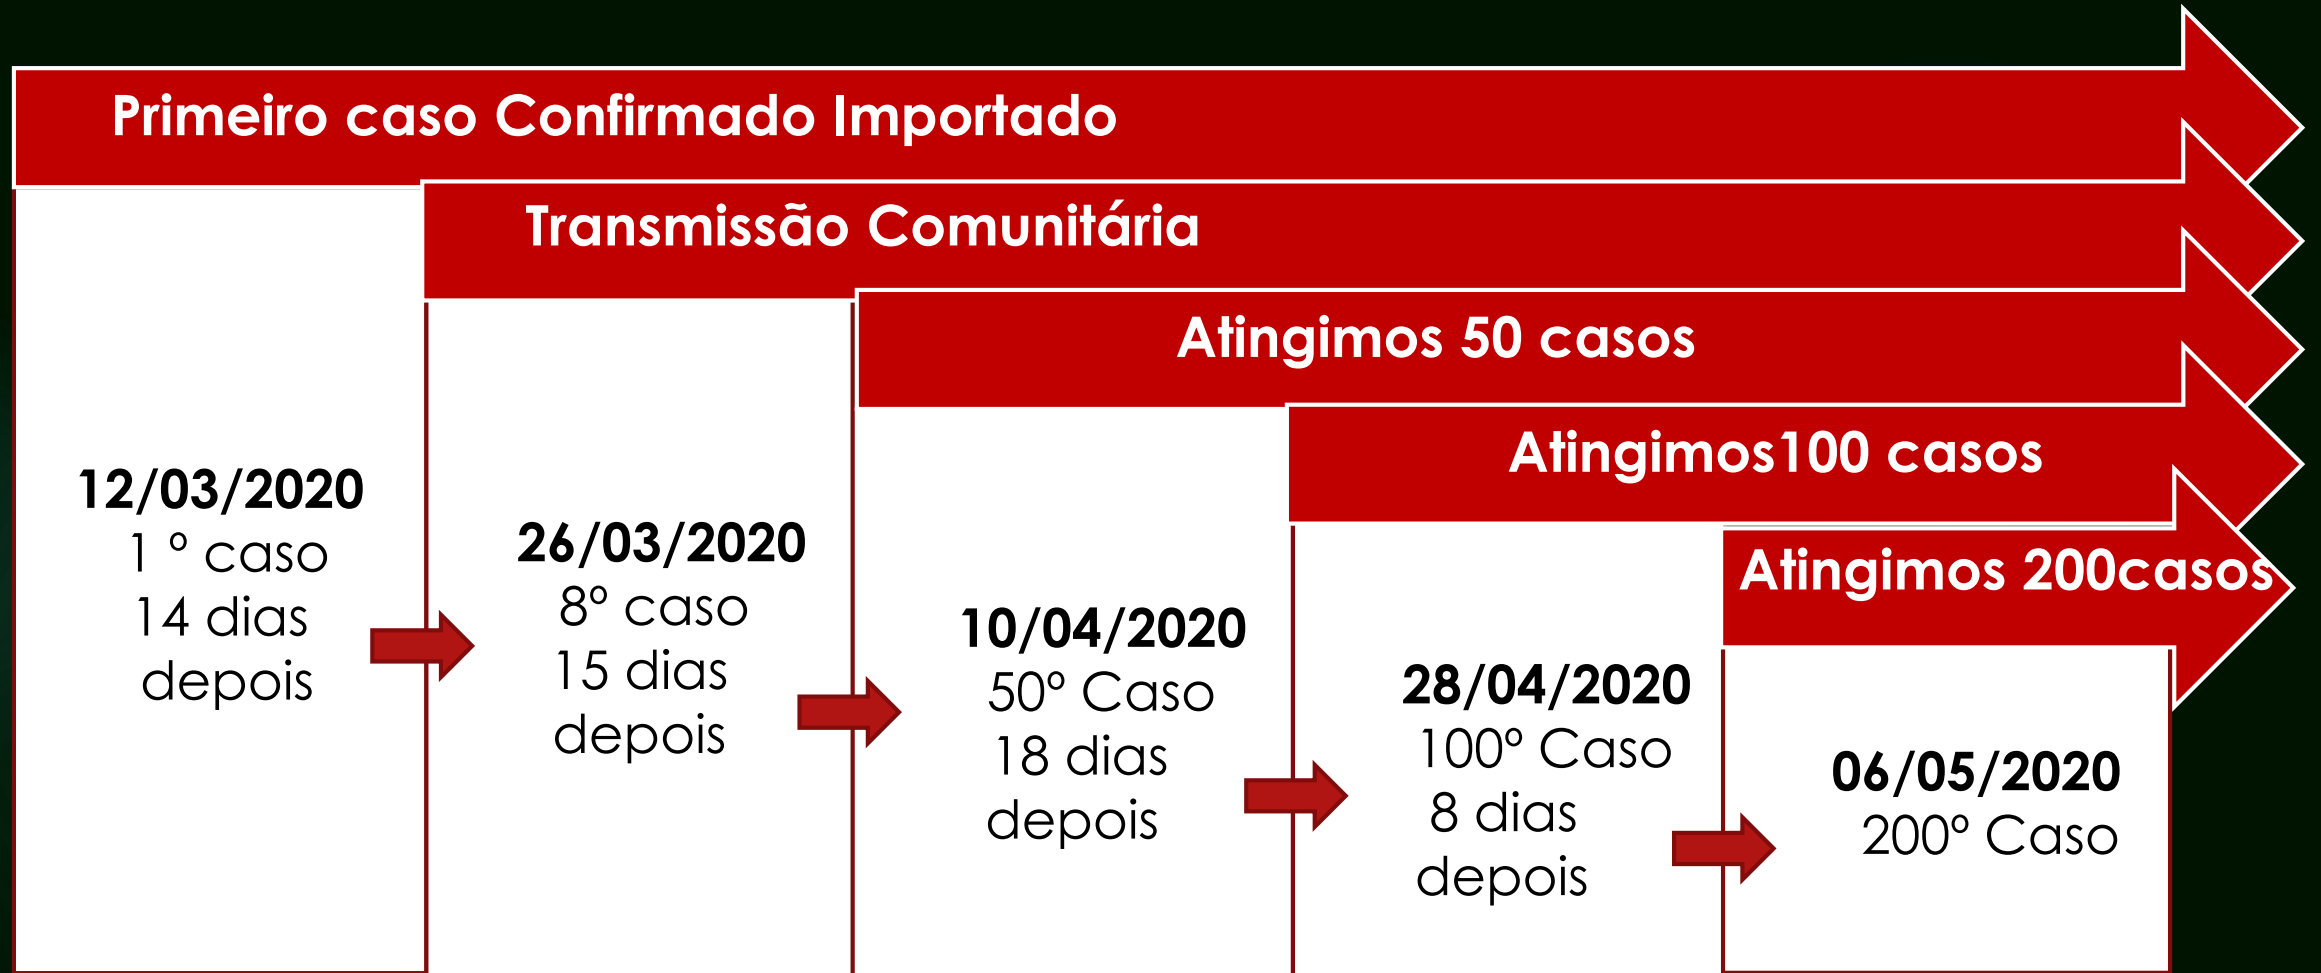 Primeiro caso Confirmado Importado
Transmissão Comunitária
Atingimos 50 casos
Atingimos100 casos
Atingimos 200casos
12/03/2020
1 º caso
14 dias
depois
26/03/2020
8º caso
15 dias
depois
10/04/2020
50º Caso
18 dias
depois
28/04/2020
100º Caso
8 dias
depois
06/05/2020
200º Caso